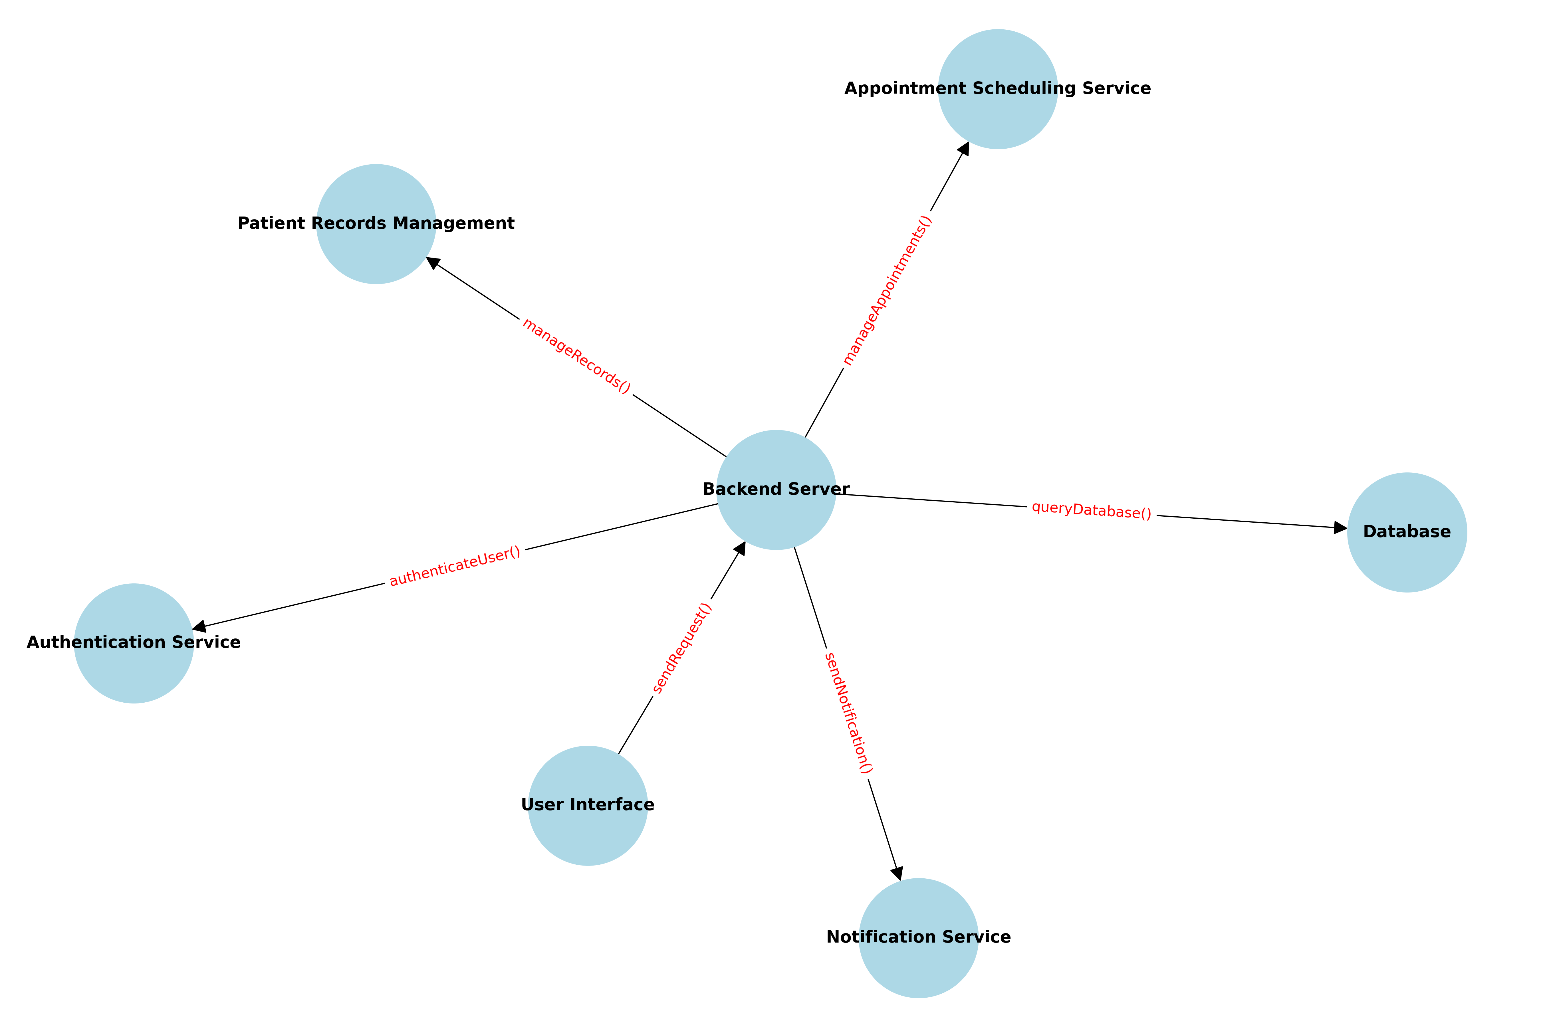 Appointment Scheduling Service
Patient Records Management
manageAppointments()
manageRecords()
Backend Server
queryDatabase()
Database
authenticateUser()
Authentication Service
sendRequest()
sendNotification()
User Interface
Notification Service